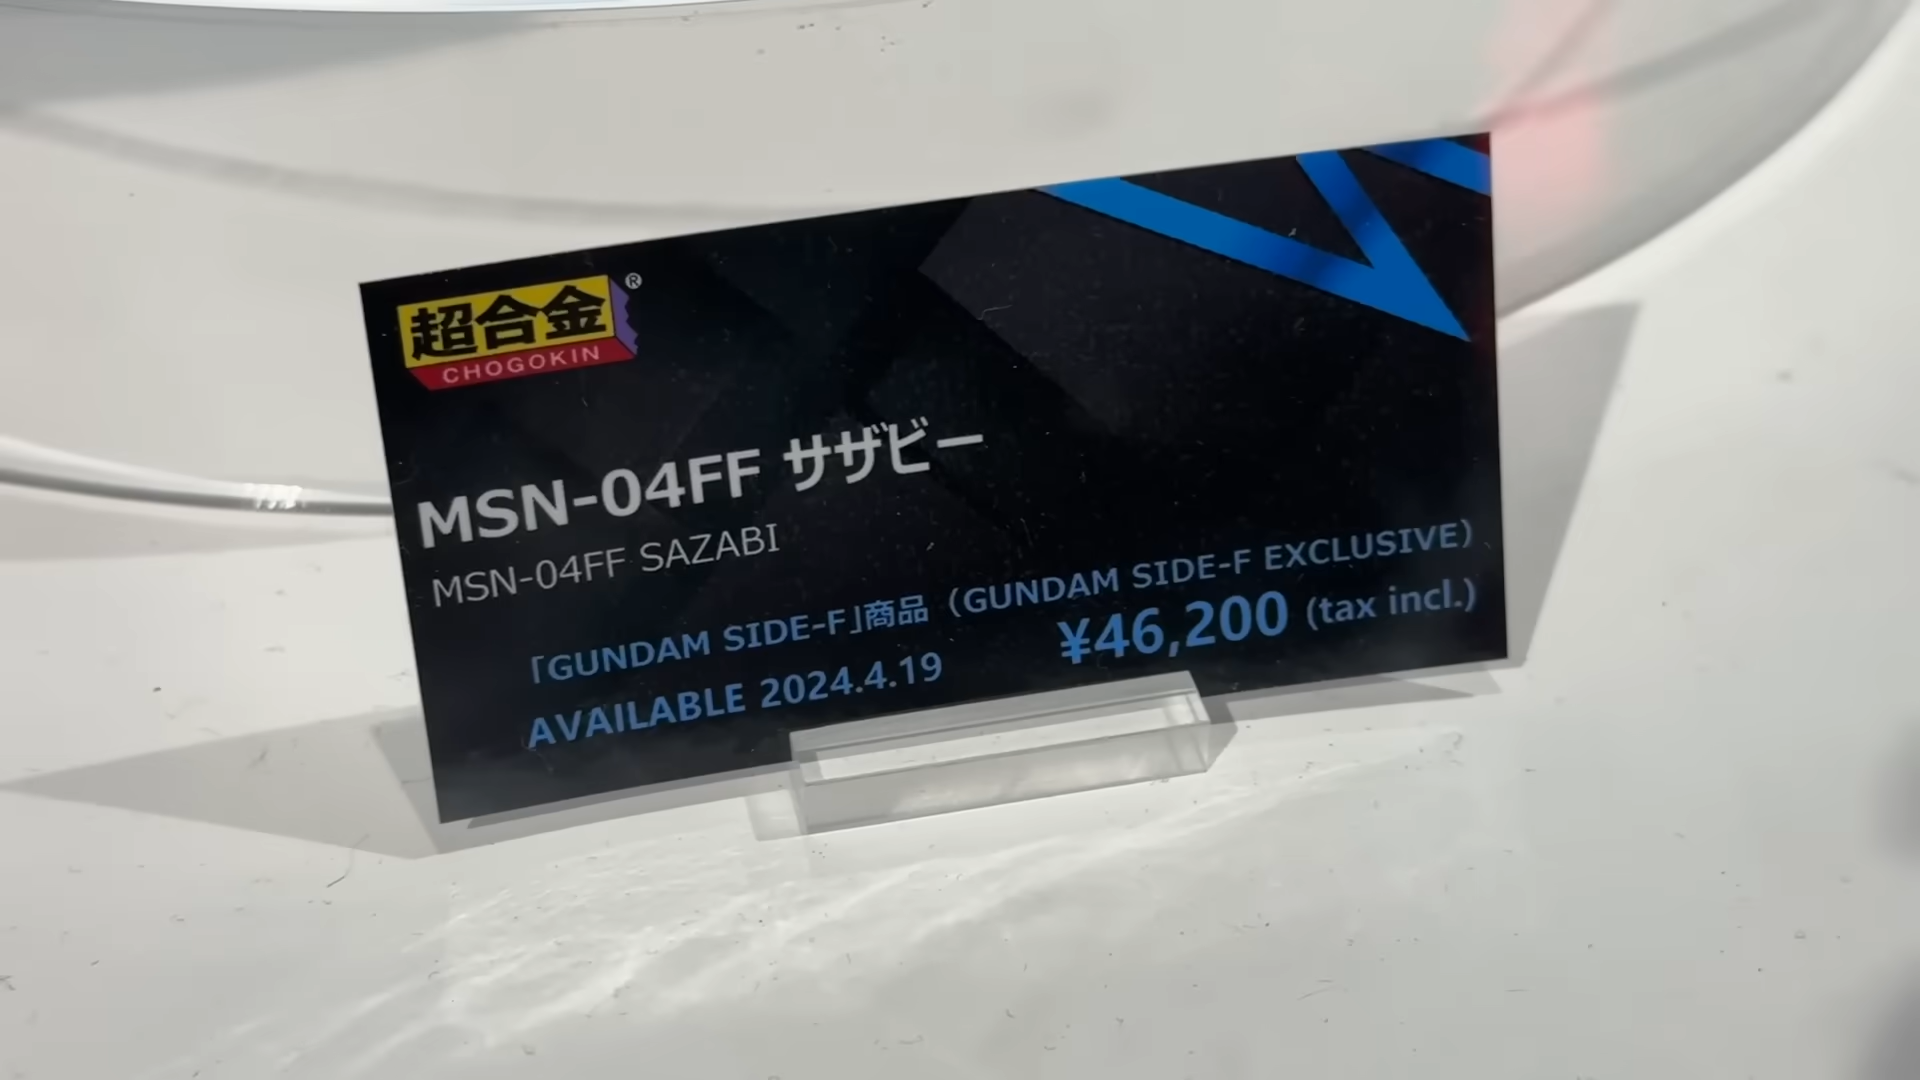 超合金®
CHOGOKIN
MSN-04FF サザビー
MSN-04FF SAZABI
「GUNDAM SIDE-F」商品（GUNDAM SIDE-F EXCLUSIVE）
AVAILABLE 2024.4.19 ¥46,200 (tax incl.)